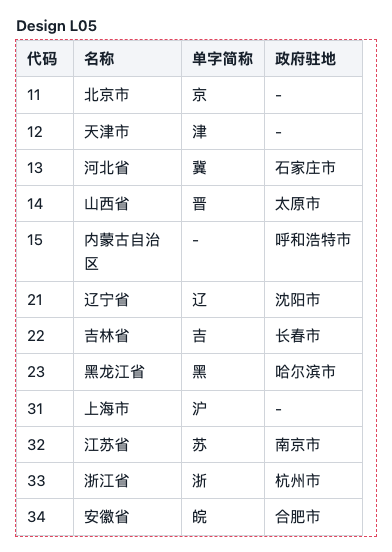 Design L05
代码 名称 单字简称 政府驻地
11 北京市 京 -
12 天津市 津 -
13 河北省 冀 石家庄市
14 山西省 晋 太原市
15 内蒙古自治 - 呼和浩特市
区
21 辽宁省 辽 沈阳市
22 吉林省 吉 长春市
23 黑龙江省 黑 哈尔滨市
31 上海市 沪 -
32 江苏省 苏 南京市
33 浙江省 浙 杭州市
34 安徽省 皖 合肥市